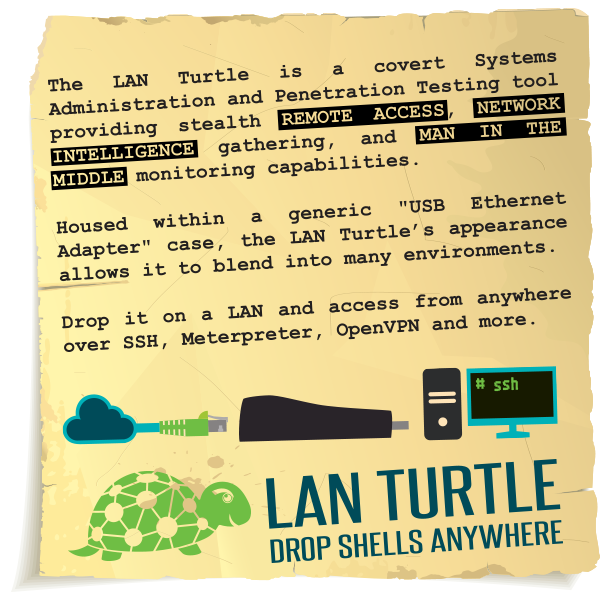 The LAN Turtle is a covert Systems
Administration and Penetration Testing tool
providing stealth REMOTE ACCESS, NETWORK
INTELLIGENCE gathering, and MAN IN THE
MIDDLE monitoring capabilities.
Housed within a generic "USB Ethernet
Adapter" case, the LAN Turtle’s appearance
allows it to blend into many environments.
Drop it on a LAN and access from anywhere
over SSH, Meterpreter, OpenVPN and more.
# ssh
LAN TURTLE
DROP SHELLS ANYWHERE